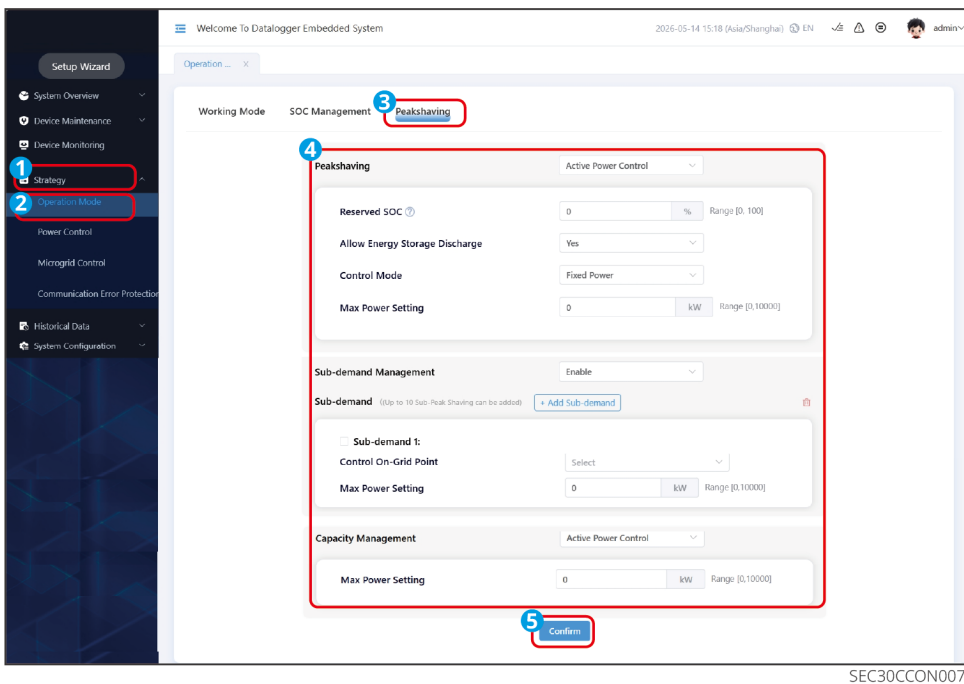 Welcome To Datalogger Embedded System
2026-05-14 15:18 (Asia/Shanghai) EN
admin
Setup Wizard
Operation ... X
System Overview
Device Maintenance
Device Monitoring
1
Strategy
2
Operation Mode
Power Control
Microgrid Control
Communication Error Protection
Historical Data
System Configuration
Working Mode SOC Management 3 Peakshaving
4
Peakshaving Active Power Control
Reserved SOC ? 0 % Range [0, 100]
Allow Energy Storage Discharge Yes
Control Mode Fixed Power
Max Power Setting 0 kW Range [0,10000]
Sub-demand Management Enable
Sub-demand ((Up to 10 Sub-Peak Shaving can be added) + Add Sub-demand
Sub-demand 1:
Control On-Grid Point Select
Max Power Setting 0 kW Range [0,10000]
Capacity Management Active Power Control
Max Power Setting 0 kW Range [0,10000]
5
Confirm
SEC30CCON007